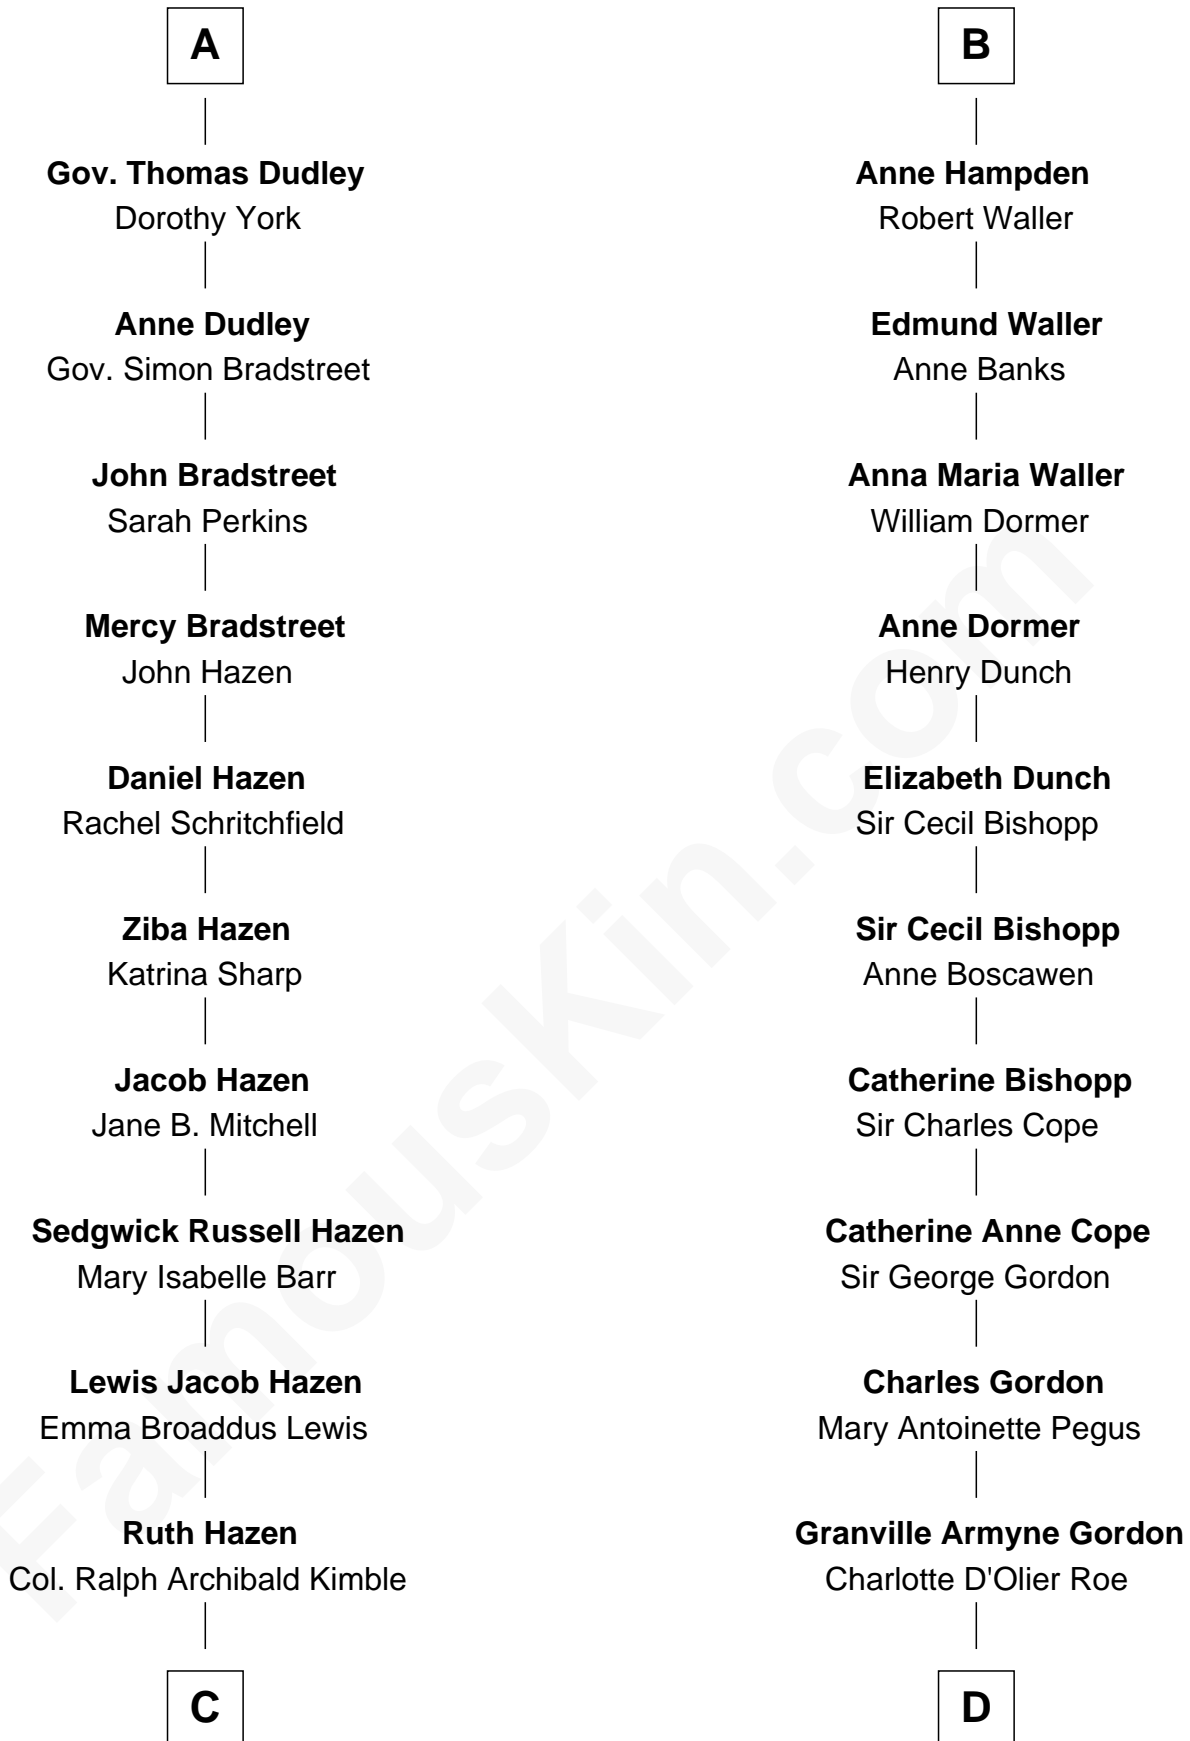 A
Gov. Thomas Dudley
Dorothy York
Anne Dudley
Gov. Simon Bradstreet
John Bradstreet
Sarah Perkins
Mercy Bradstreet
John Hazen
Daniel Hazen
Rachel Schritchfield
Ziba Hazen
Katrina Sharp
Jacob Hazen
Jane B. Mitchell
Sedgwick Russell Hazen
Mary Isabelle Barr
Lewis Jacob Hazen
Emma Broaddus Lewis
Ruth Hazen
Col. Ralph Archibald Kimble
C
B
Anne Hampden
Robert Waller
Edmund Waller
Anne Banks
Anna Maria Waller
William Dormer
Anne Dormer
Henry Dunch
Elizabeth Dunch
Sir Cecil Bishopp
Sir Cecil Bishopp
Anne Boscawen
Catherine Bishopp
Sir Charles Cope
Catherine Anne Cope
Sir George Gordon
Charles Gordon
Mary Antoinette Pegus
Granville Armyne Gordon
Charlotte D'Olier Roe
D
FamousKin.com